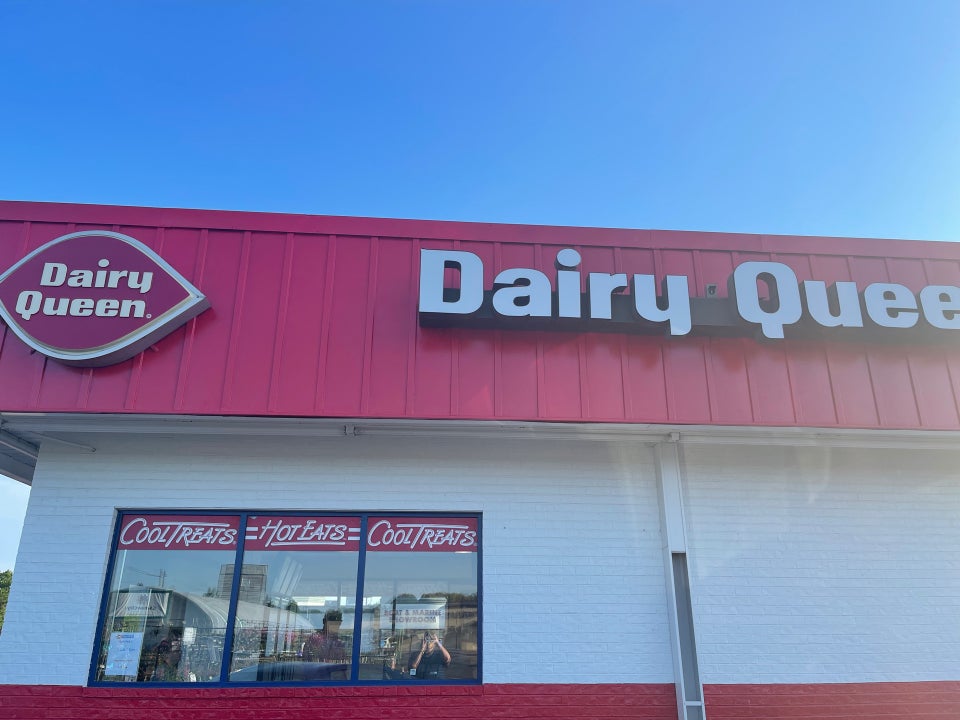 Dairy
Queen.
Dairy Quee
COOL TREATS
HOT EATS
COOL TREATS
BOAT & MARINE
SHOWROOM